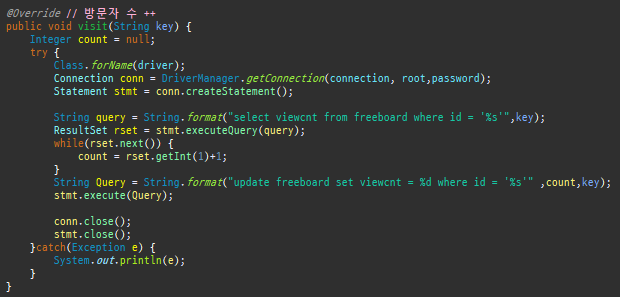 @Override // 방문자 수 ++
public void visit(String key) {
    Integer count = null;
    try {
        Class.forName(driver);
        Connection conn = DriverManager.getConnection(connection, root,password);
        Statement stmt = conn.createStatement();

        String query = String.format("select viewcnt from freeboard where id = '%s'",key);
        ResultSet rset = stmt.executeQuery(query);
        while(rset.next()) {
            count = rset.getInt(1)+1;
        }
        String Query = String.format("update freeboard set viewcnt = %d where id = '%s'" ,count,key);
        stmt.execute(Query);

        conn.close();
        stmt.close();
    }catch(Exception e) {
        System.out.println(e);
    }
}